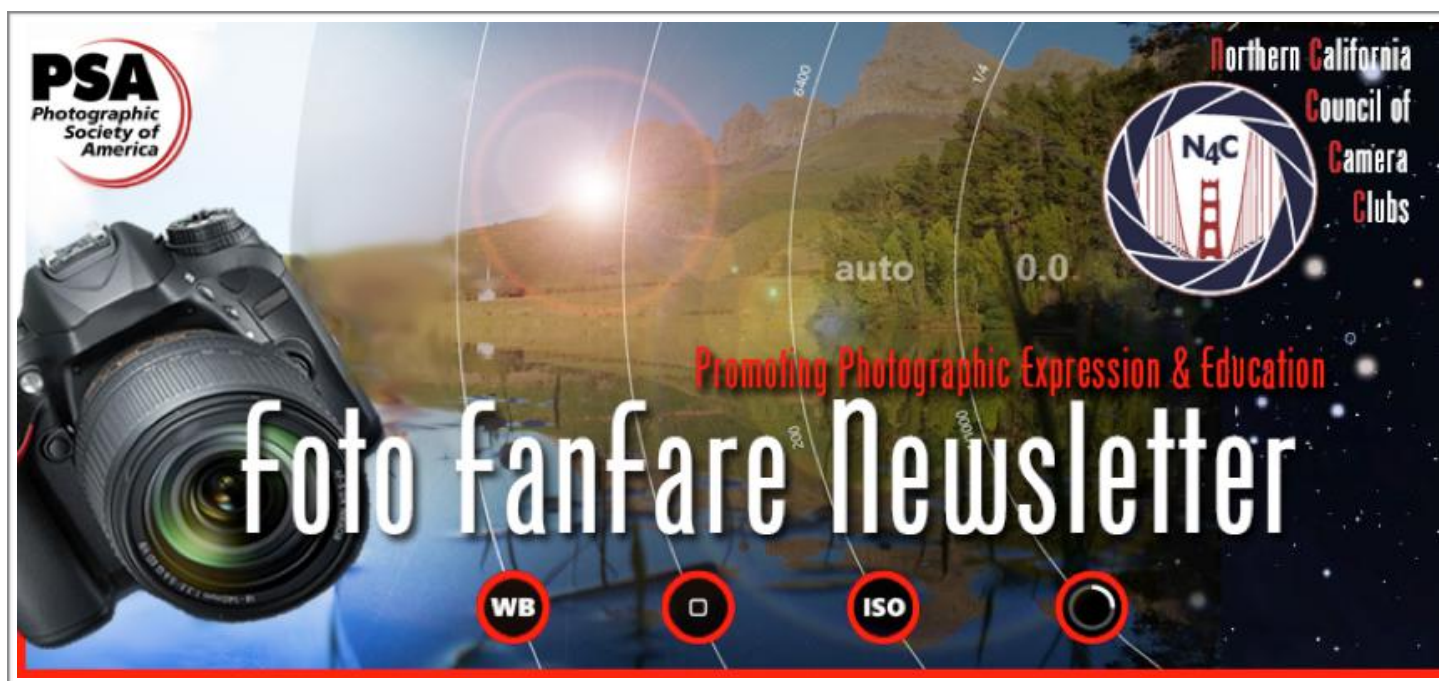 PSA
Photographic
Society of
America
Northern California
Council of
Camera
Clubs
N4C
6400
1/4
auto
0.0
Promoting Photographic Expression & Education
200
foto fanfare Newsletter
WB
ISO